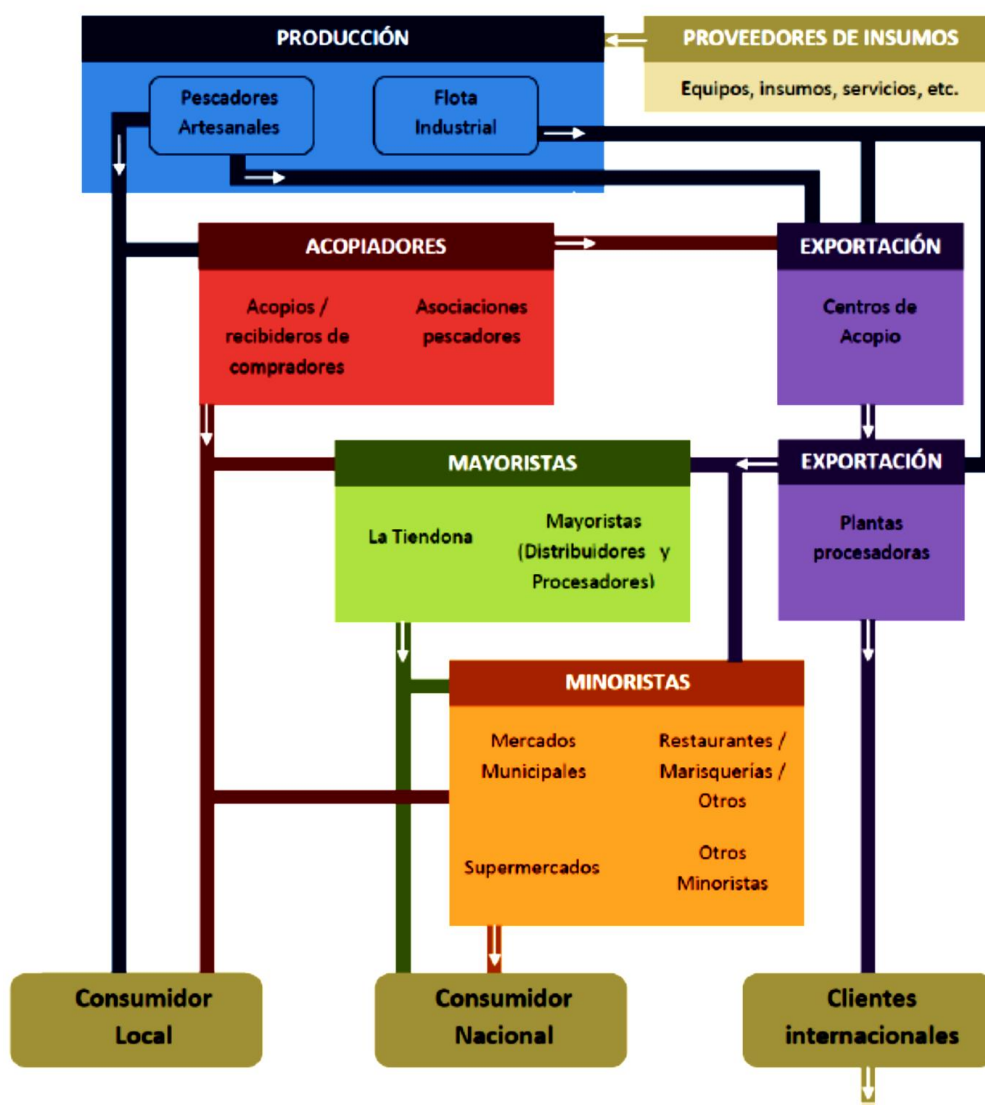 PRODUCCIÓN
PROVEEDORES DE INSUMOS
Equipos, insumos, servicios, etc.
Pescadores
Artesanales
Flota
Industrial
ACOPIADORES
Acopios /
recibideros de
compradores
Asociaciones
pescadores
EXPORTACIÓN
Centros de
Acopio
MAYORISTAS
La Tiendona
Mayoristas
(Distribuidores y
Procesadores)
EXPORTACIÓN
Plantas
procesadoras
MINORISTAS
Mercados
Municipales
Restaurantes /
Marisquerías /
Otros
Supermercados
Otros
Minoristas
Consumidor
Local
Consumidor
Nacional
Clientes
internacionales